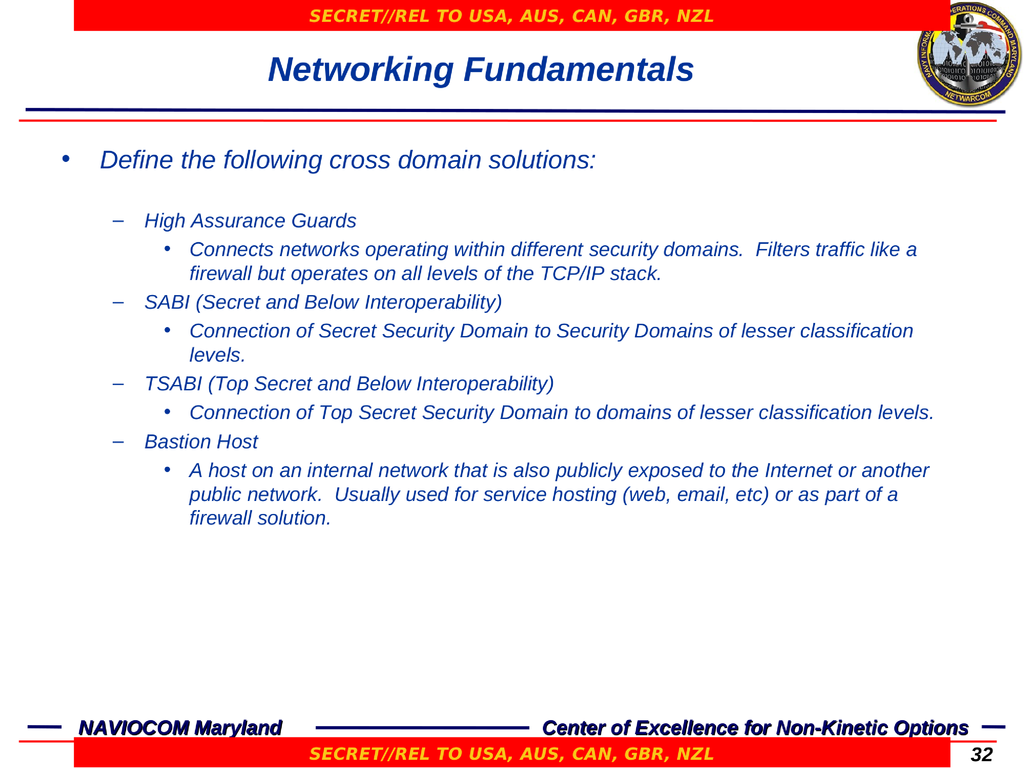 SECRET//REL TO USA, AUS, CAN, GBR, NZL
Networking Fundamentals
NETWARCOM
• Define the following cross domain solutions:
– High Assurance Guards
• Connects networks operating within different security domains.  Filters traffic like a
firewall but operates on all levels of the TCP/IP stack.
– SABI (Secret and Below Interoperability)
• Connection of Secret Security Domain to Security Domains of lesser classification
levels.
– TSABI (Top Secret and Below Interoperability)
• Connection of Top Secret Security Domain to domains of lesser classification levels.
– Bastion Host
• A host on an internal network that is also publicly exposed to the Internet or another
public network.  Usually used for service hosting (web, email, etc) or as part of a
firewall solution.
NAVIOCOM Maryland
Center of Excellence for Non-Kinetic Options
SECRET//REL TO USA, AUS, CAN, GBR, NZL
32